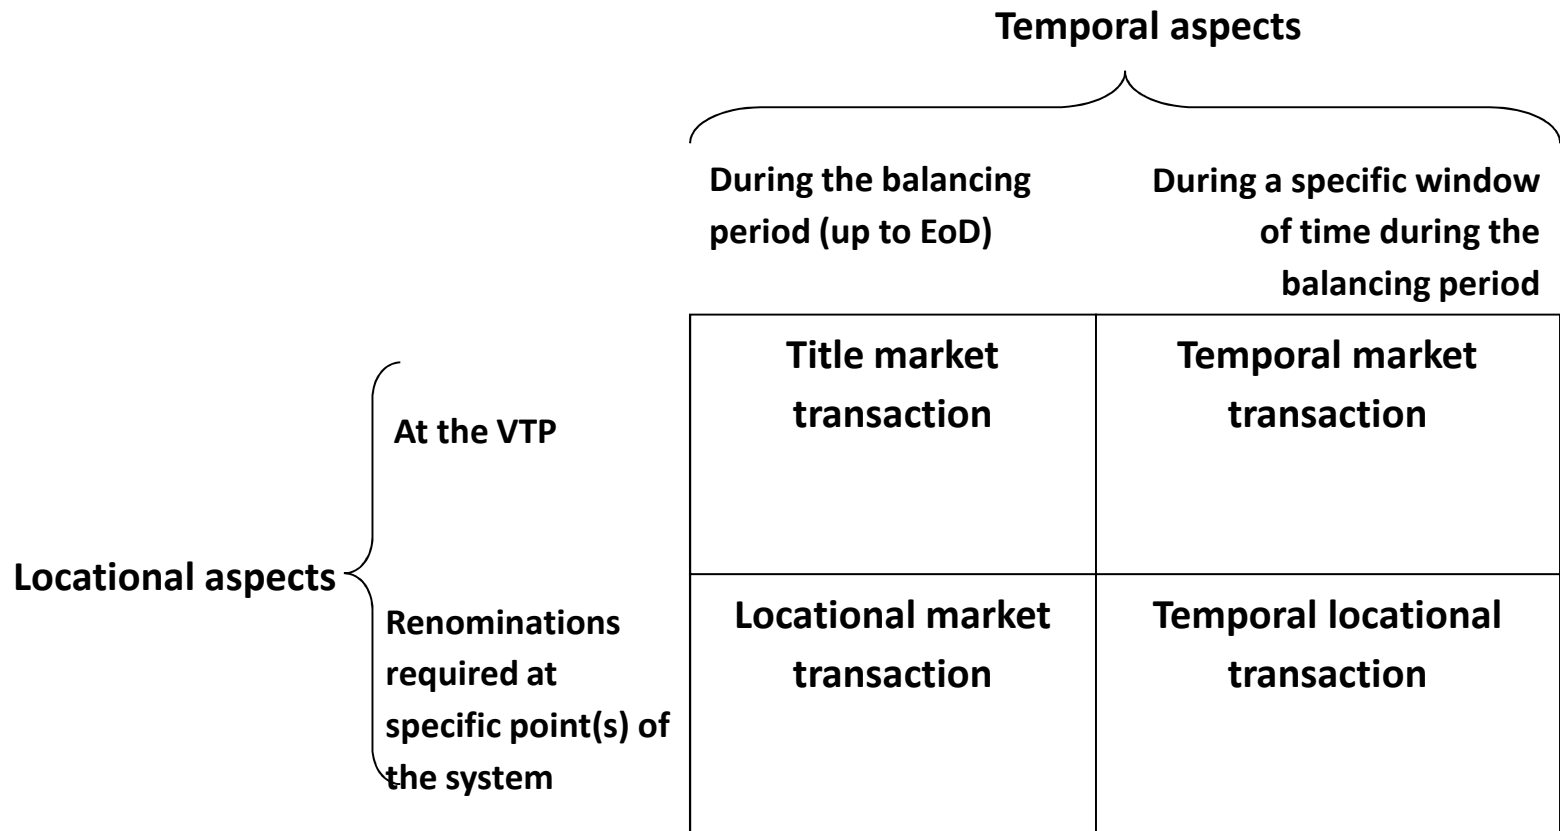 Temporal aspects
During the balancing
period (up to EoD)
During a specific window
of time during the
balancing period
Title market
transaction
Temporal market
transaction
At the VTP
Locational aspects
Renominations
required at
specific point(s) of
the system
Locational market
transaction
Temporal locational
transaction